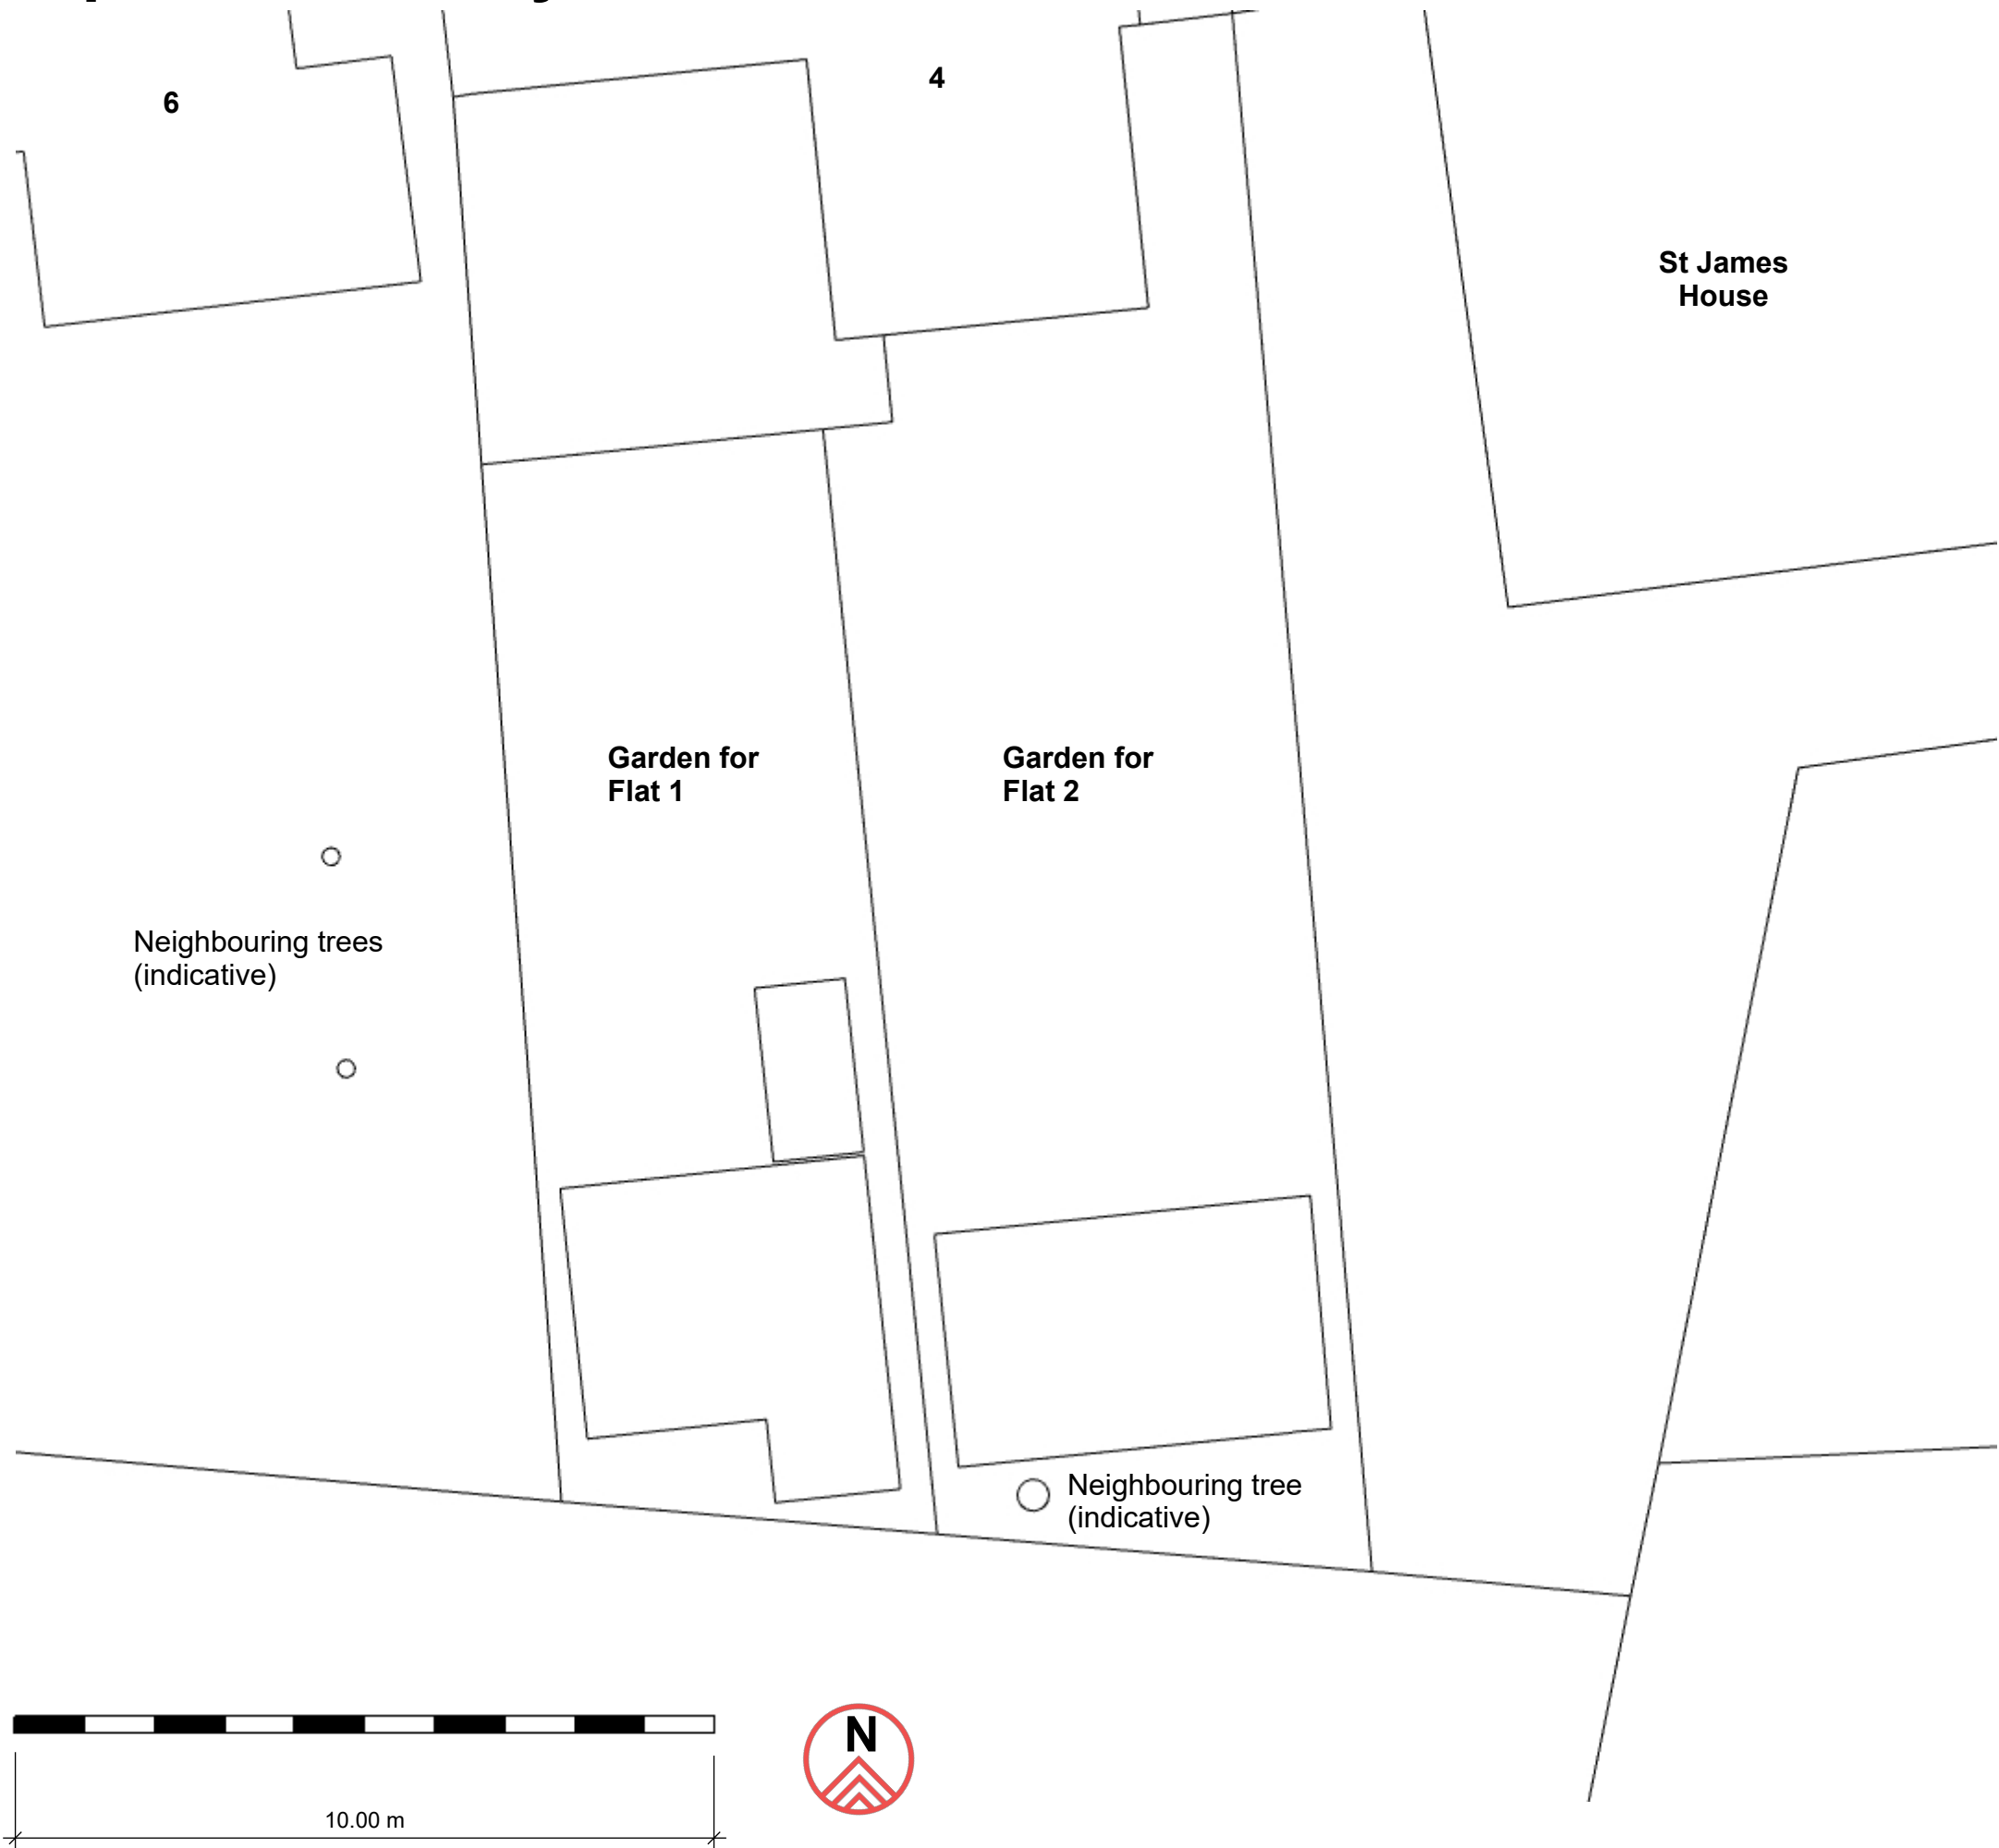 6
4
St James
House
Garden for
Flat 1
Garden for
Flat 2
Neighbouring trees
(indicative)
Neighbouring tree
(indicative)
N
10.00 m